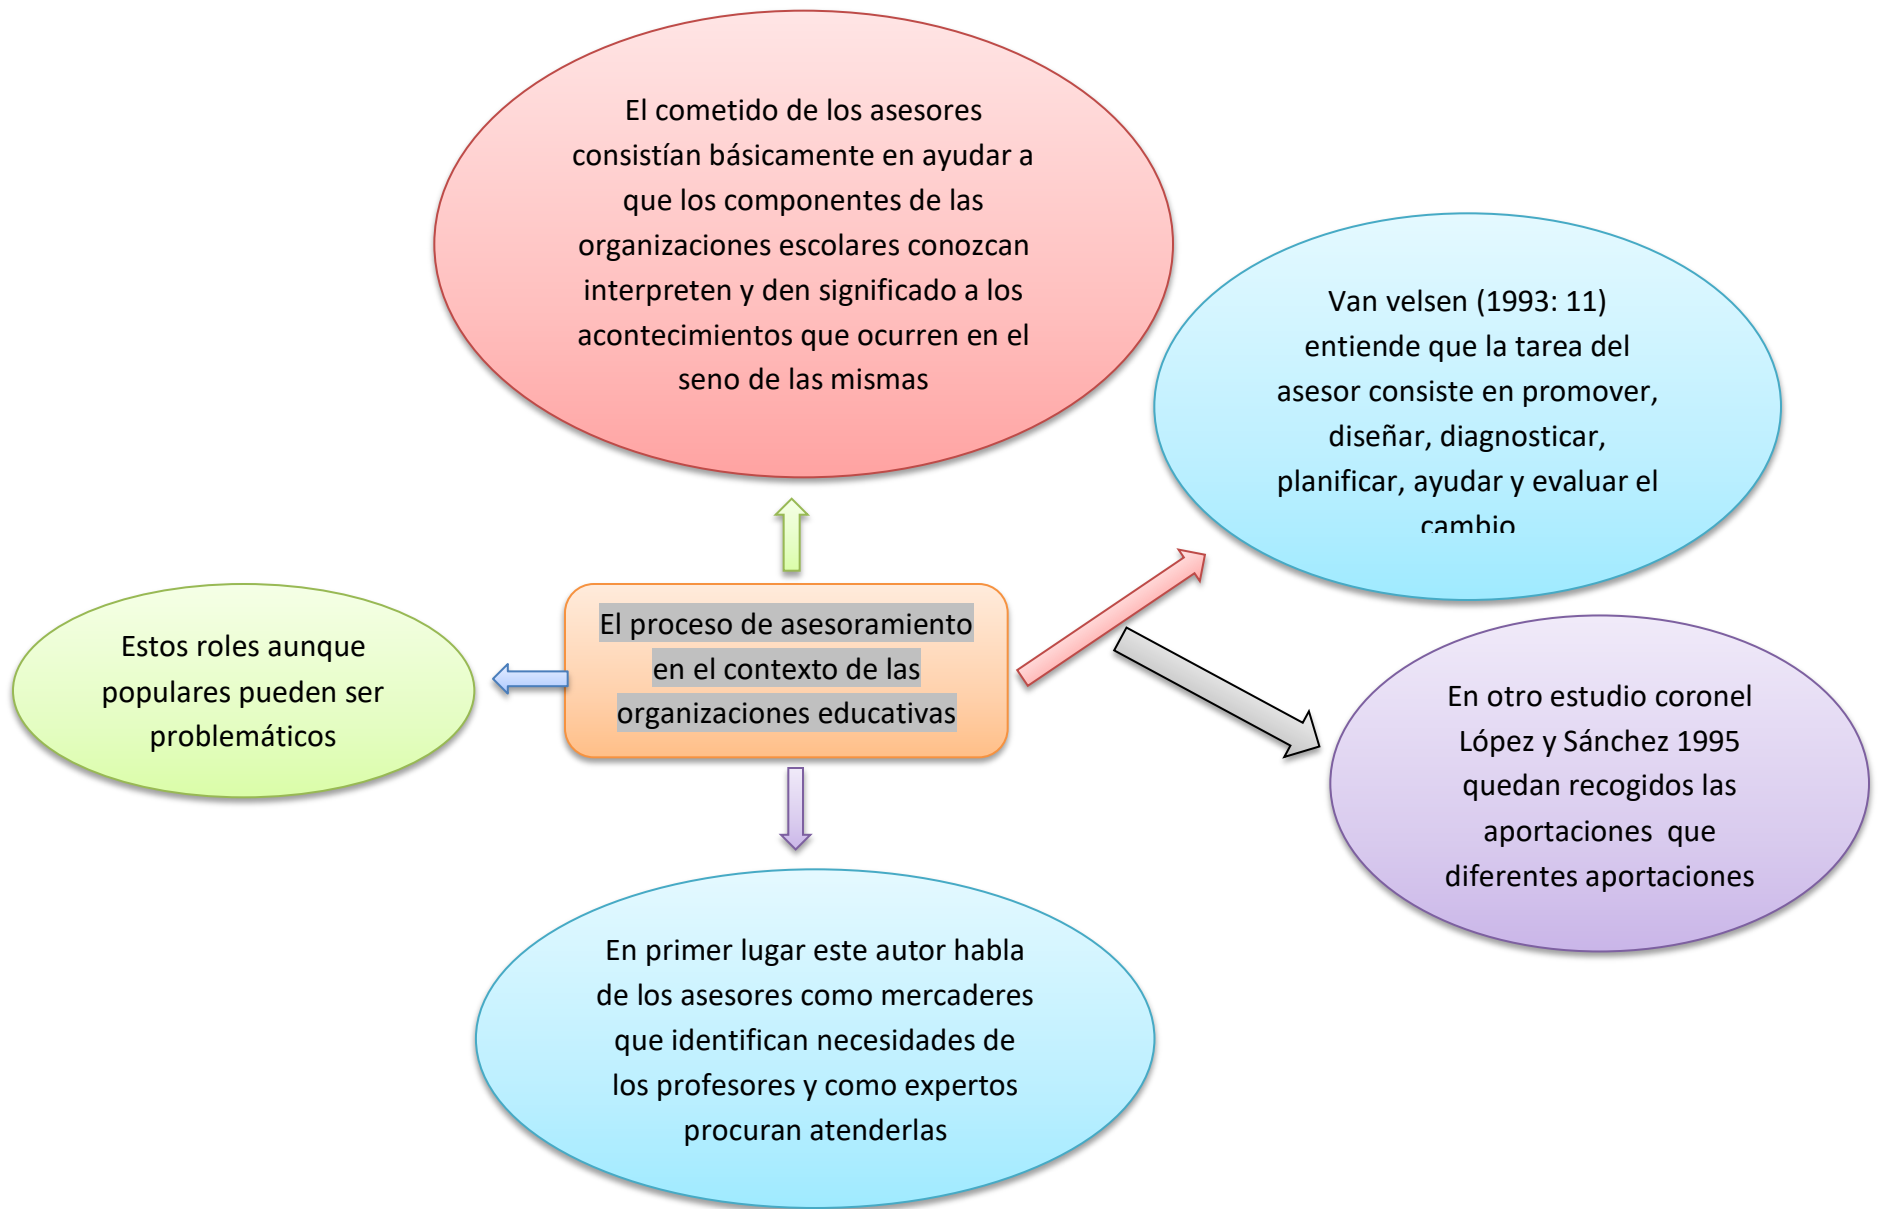 El cometido de los asesores
consistían básicamente en ayudar a
que los componentes de las
organizaciones escolares conozcan
interpreten y den significado a los
acontecimientos que ocurren en el
seno de las mismas
Van velsen (1993: 11)
entiende que la tarea del
asesor consiste en promover,
diseñar, diagnosticar,
planificar, ayudar y evaluar el
cambio
El proceso de asesoramiento
en el contexto de las
organizaciones educativas
Estos roles aunque
populares pueden ser
problemáticos
En otro estudio coronel
López y Sánchez 1995
quedan recogidos las
aportaciones  que
diferentes aportaciones
En primer lugar este autor habla
de los asesores como mercaderes
que identifican necesidades de
los profesores y como expertos
procuran atenderlas